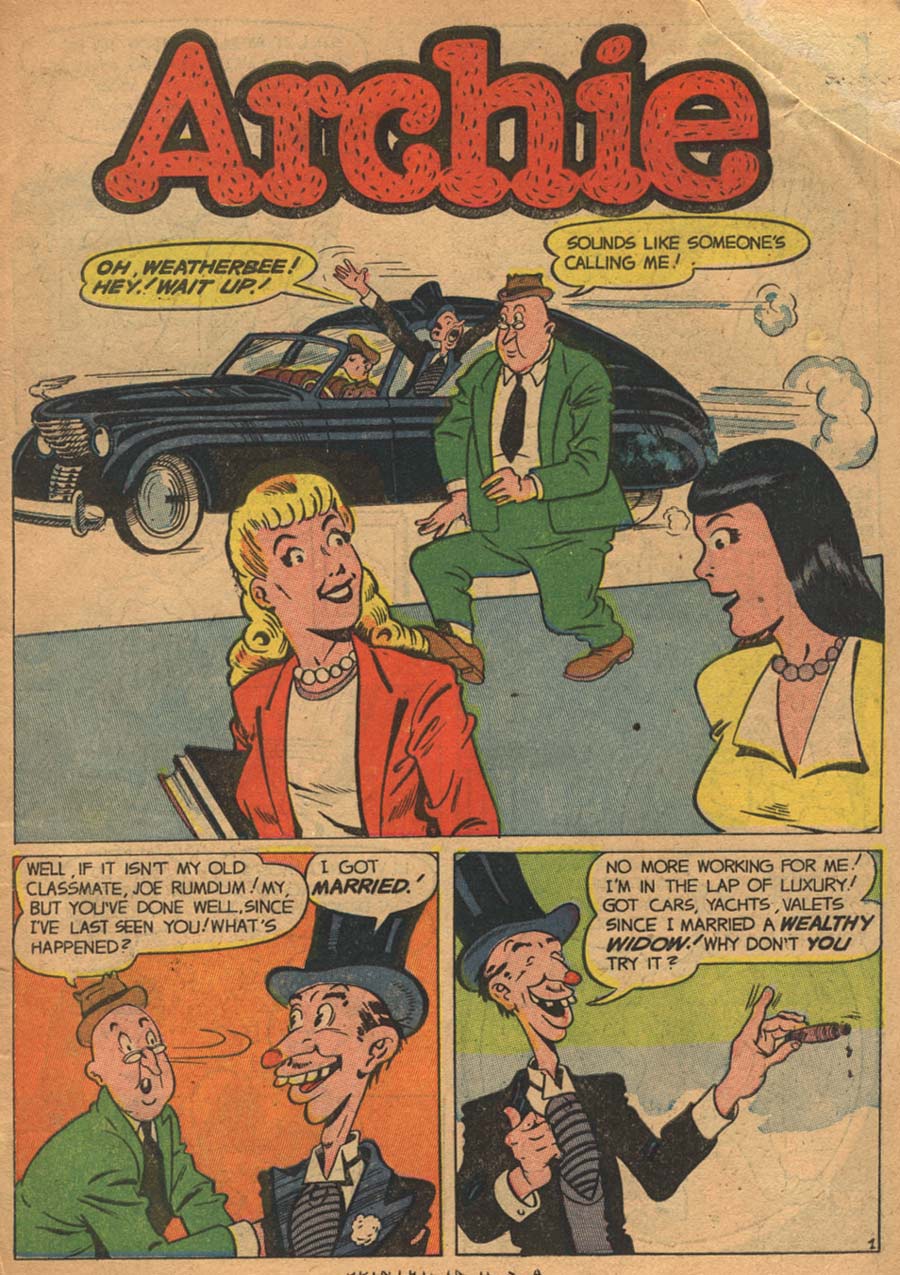 Archie
OH, WEATHERBEE!
HEY! WAIT UP!
SOUNDS LIKE SOMEONE'S
CALLING ME!
1
WELL, IF IT ISN'T MY OLD
CLASSMATE, JOE RUMDUM! MY,
BUT YOU'VE DONE WELL, SINCE
I'VE LAST SEEN YOU! WHAT'S
HAPPENED?
I GOT
MARRIED!
NO MORE WORKING FOR ME!
I'M IN THE LAP OF LUXURY!
GOT CARS, YACHTS, VALETS
SINCE I MARRIED A WEALTHY
WIDOW! WHY DON'T YOU
TRY IT?
1